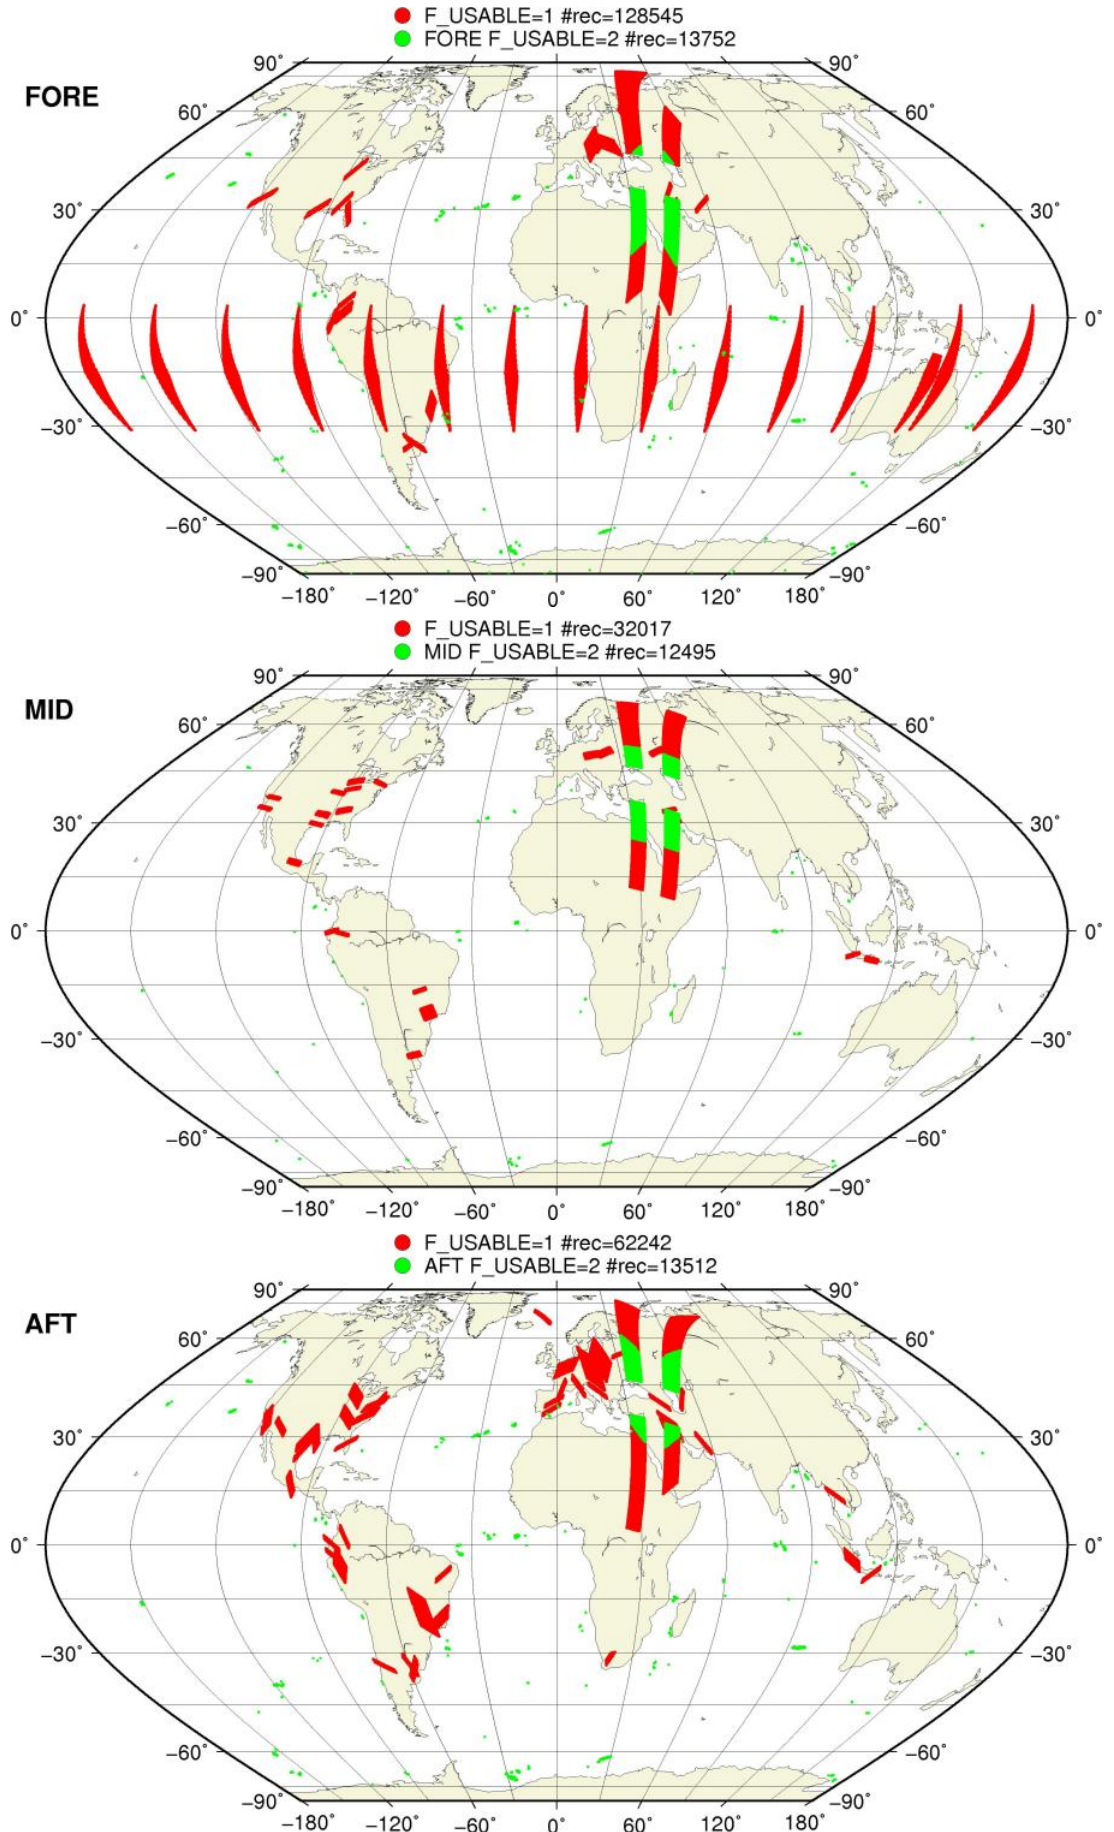 F_USABLE=1 #rec=128545
FORE F_USABLE=2 #rec=13752
FORE
90˚ 90˚
60˚ 60˚
30˚ 30˚
0˚ 0˚
−30˚ −30˚
−60˚ −60˚
−90˚ −90˚
−180˚ −120˚ −60˚ 0˚ 60˚ 120˚ 180˚
F_USABLE=1 #rec=32017
MID F_USABLE=2 #rec=12495
MID
90˚ 90˚
60˚ 60˚
30˚ 30˚
0˚ 0˚
−30˚ −30˚
−60˚ −60˚
−90˚ −90˚
−180˚ −120˚ −60˚ 0˚ 60˚ 120˚ 180˚
F_USABLE=1 #rec=62242
AFT F_USABLE=2 #rec=13512
AFT
90˚ 90˚
60˚ 60˚
30˚ 30˚
0˚ 0˚
−30˚ −30˚
−60˚ −60˚
−90˚ −90˚
−180˚ −120˚ −60˚ 0˚ 60˚ 120˚ 180˚